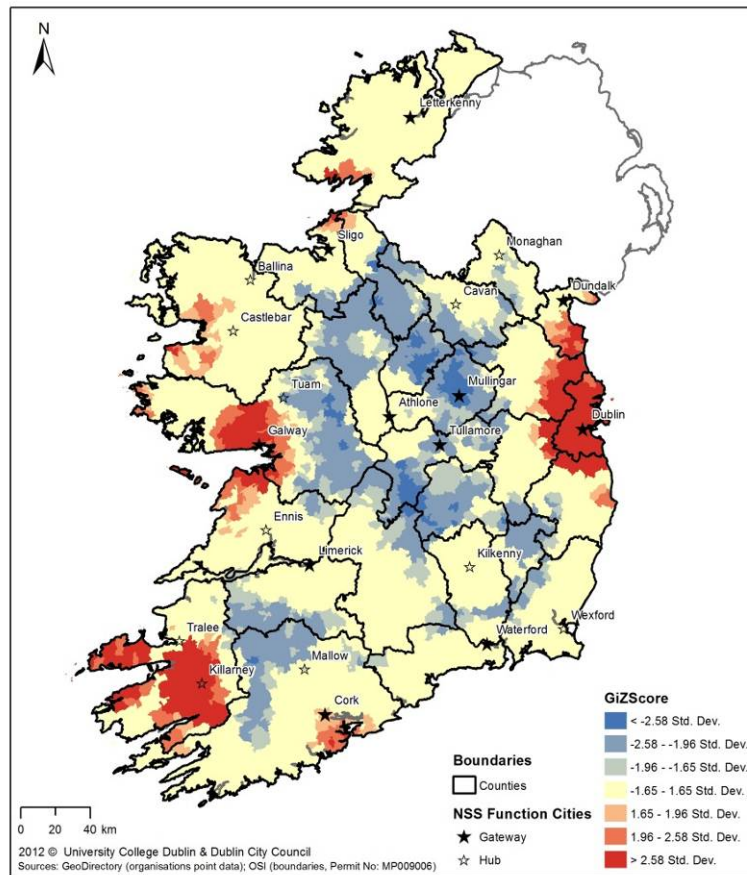 N
Letterkenny
Sligo
Monaghan
Ballina
Cavan
Dundalk
Castlebar
Tuam
Mullingar
Athlone
Dublin
Galway
Tullamore
Ennis
Limerick
Kilkenny
Tralee
Wexford
Waterford
Killarney
Mallow
Cork
GiZScore
< -2.58 Std. Dev.
-2.58 - -1.96 Std. Dev.
-1.96 - -1.65 Std. Dev.
-1.65 - 1.65 Std. Dev.
1.65 - 1.96 Std. Dev.
1.96 - 2.58 Std. Dev.
> 2.58 Std. Dev.
Boundaries
Counties
NSS Function Cities
Gateway
Hub
0 20 40 km
2012 © University College Dublin & Dublin City Council
Sources: GeoDirectory (organisations point data); OSI (boundaries, Permit No: MP009006)